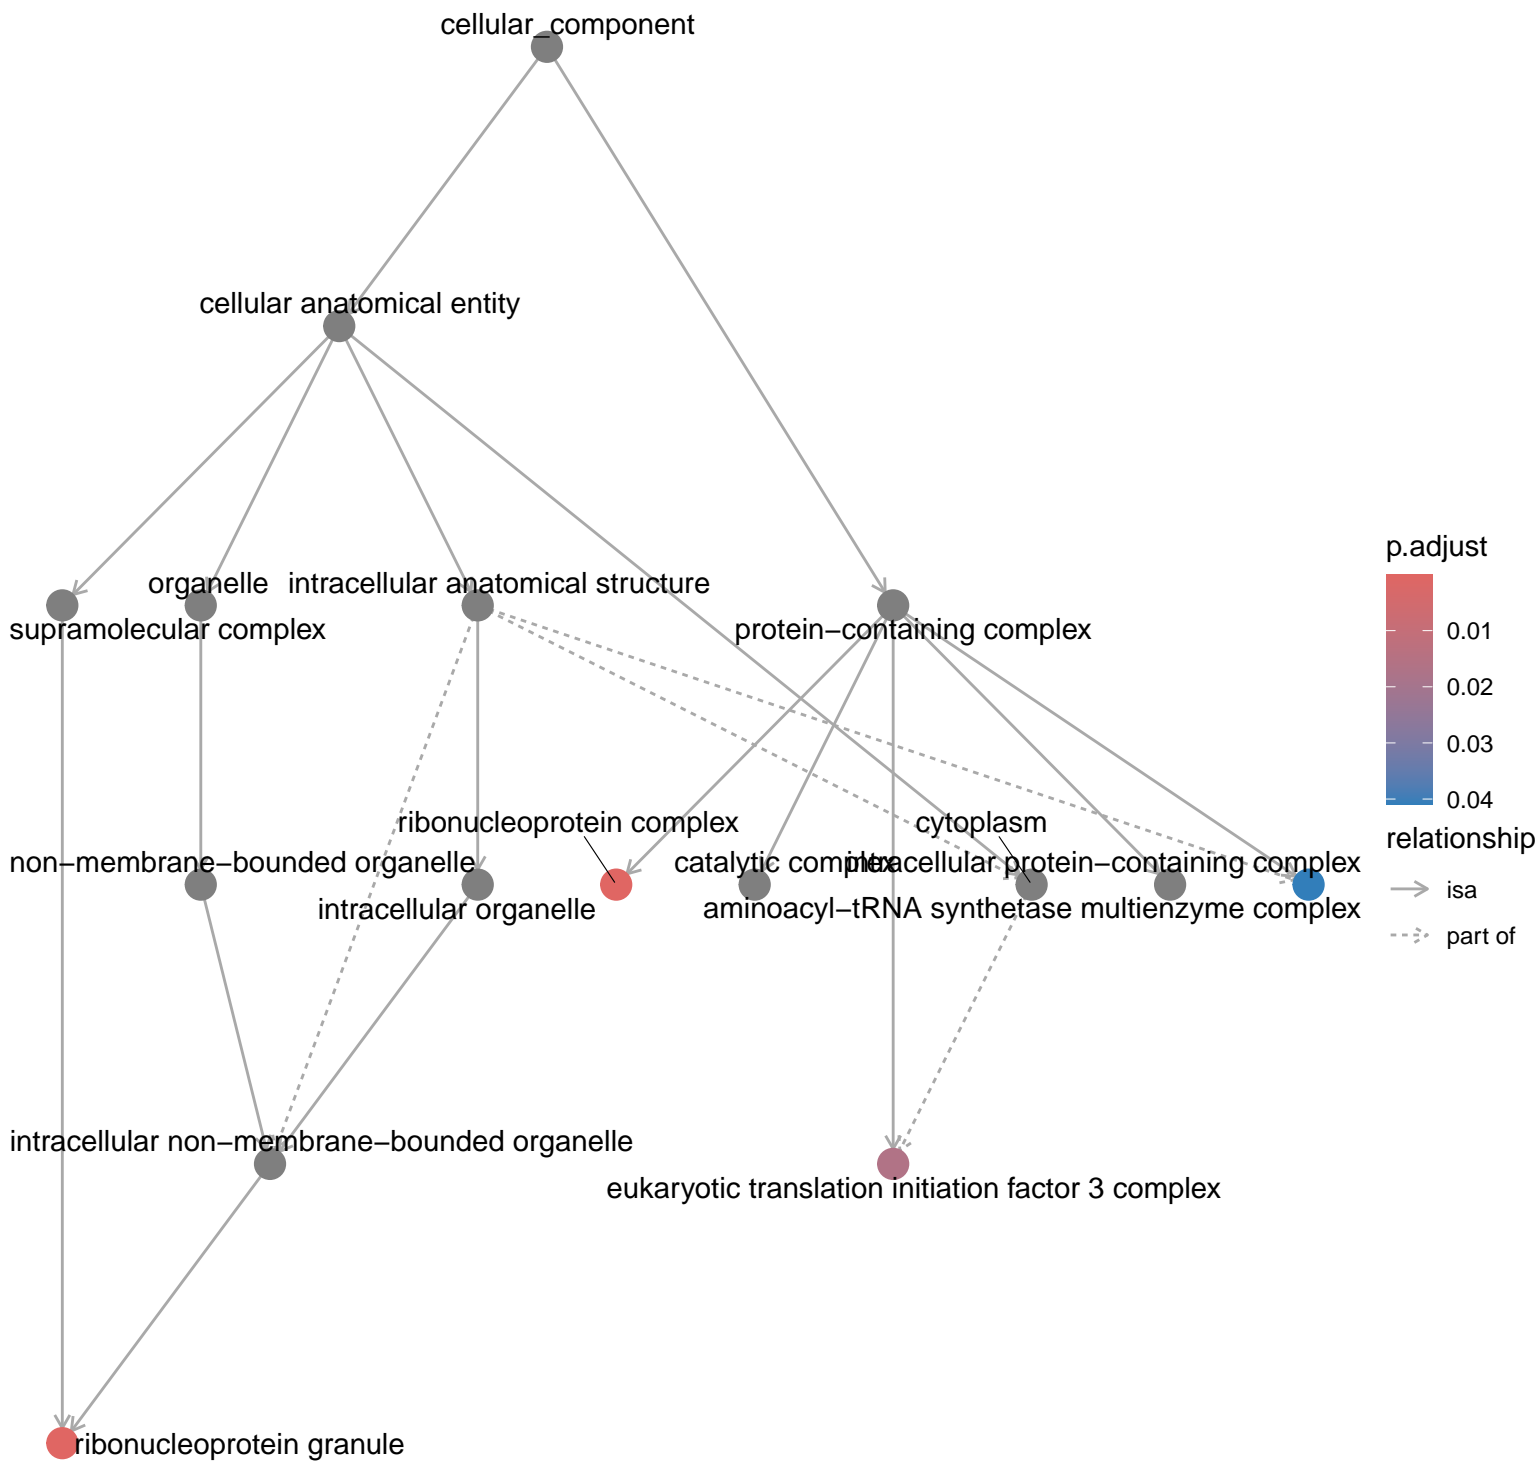 cellular_component
cellular anatomical entity
organelle
intracellular anatomical structure
supramolecular complex
protein−containing complex
ribonucleoprotein complex
cytoplasm
non−membrane−bounded organelle
catalytic complex
intracellular protein−containing complex
intracellular organelle
aminoacyl−tRNA synthetase multienzyme complex
intracellular non−membrane−bounded organelle
eukaryotic translation initiation factor 3 complex
ribonucleoprotein granule
p.adjust
0.01
0.02
0.03
0.04
relationship
isa
part of